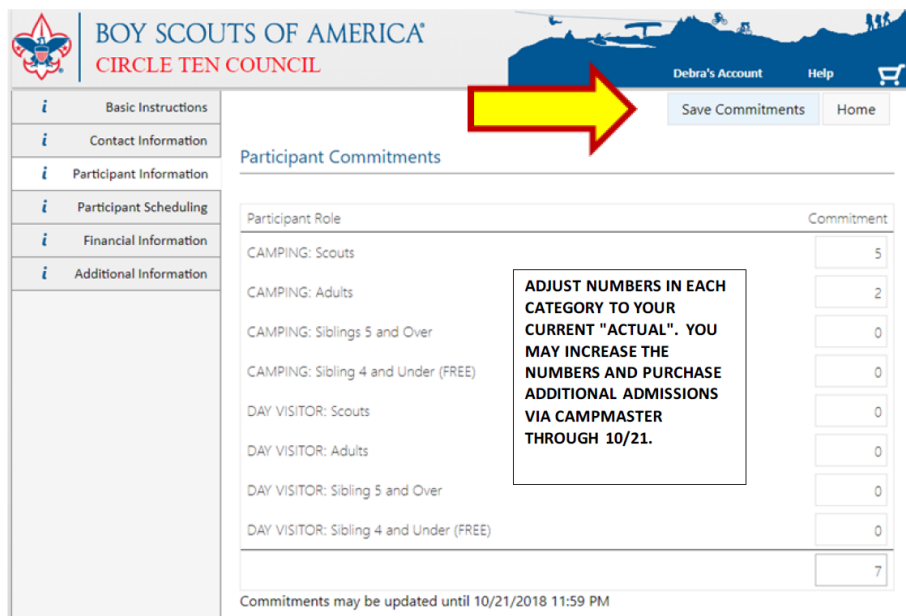 BOY SCOUTS OF AMERICA®
CIRCLE TEN COUNCIL
Debra's Account Help
i Basic Instructions
i Contact Information
i Participant Information
i Participant Scheduling
i Financial Information
i Additional Information
Save Commitments Home
Participant Commitments
Participant Role Commitment
CAMPING: Scouts 5
CAMPING: Adults 2
CAMPING: Siblings 5 and Over 0
CAMPING: Sibling 4 and Under (FREE) 0
DAY VISITOR: Scouts 0
DAY VISITOR: Adults 0
DAY VISITOR: Sibling 5 and Over 0
DAY VISITOR: Sibling 4 and Under (FREE) 0
7
ADJUST NUMBERS IN EACH
CATEGORY TO YOUR
CURRENT "ACTUAL". YOU
MAY INCREASE THE
NUMBERS AND PURCHASE
ADDITIONAL ADMISSIONS
VIA CAMPMASTER
THROUGH 10/21.
Commitments may be updated until 10/21/2018 11:59 PM